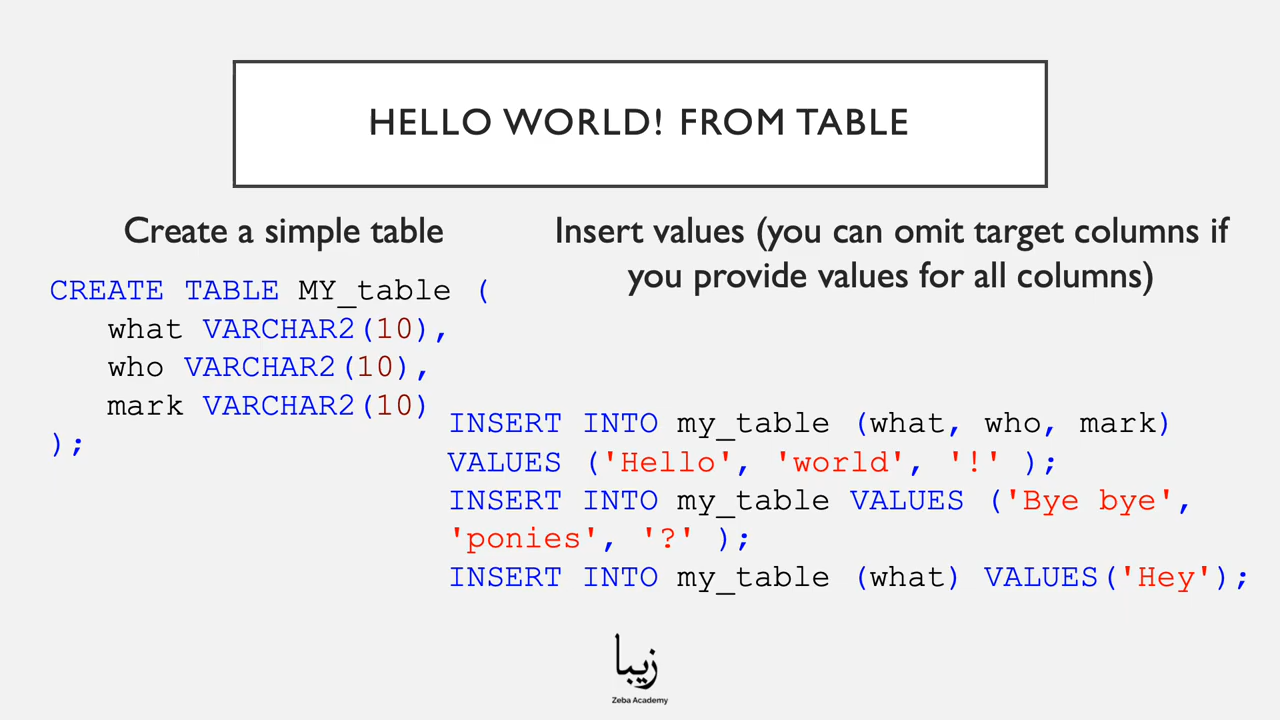 HELLO WORLD! FROM TABLE
Create a simple table
CREATE TABLE MY_table (
what VARCHAR2(10),
who VARCHAR2(10),
mark VARCHAR2(10)
);
Insert values (you can omit target columns if
you provide values for all columns)
INSERT INTO my_table (what, who, mark)
VALUES ('Hello', 'world', '!' );
INSERT INTO my_table VALUES ('Bye bye',
'ponies', '?' );
INSERT INTO my_table (what) VALUES('Hey');
زیبا
Zeba Academy